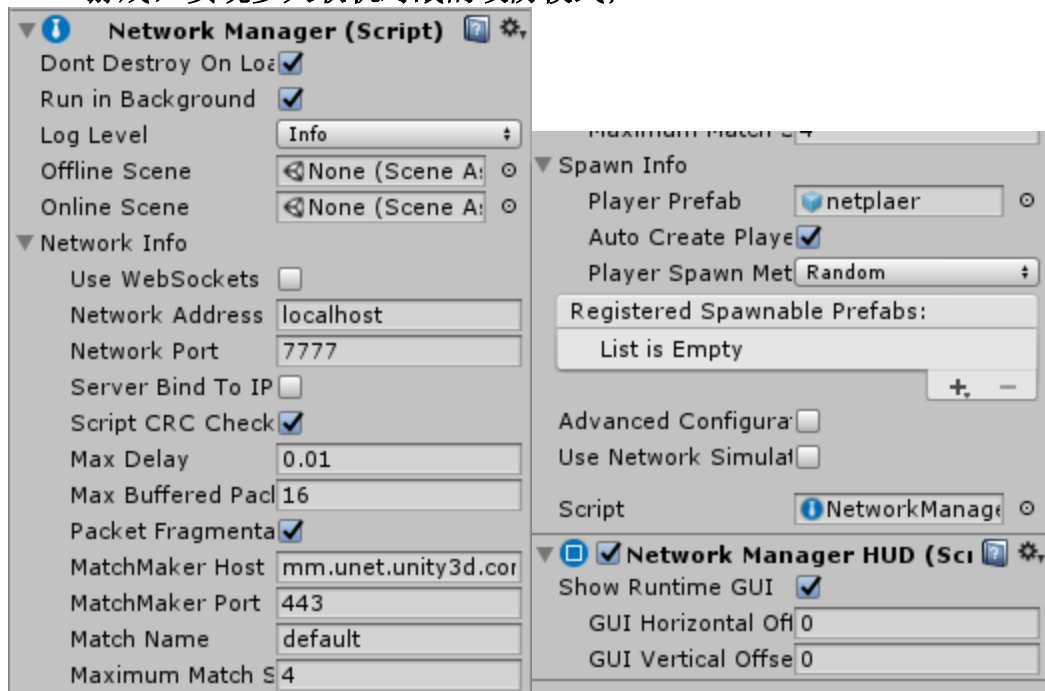 Network Manager (Script)
Dont Destroy On Loa
Run in Background
Log Level Info
Offline Scene None (Scene A
Online Scene None (Scene A
Network Info
Use WebSockets
Network Address localhost
Network Port 7777
Server Bind To IP
Script CRC Check
Max Delay 0.01
Max Buffered Pac 16
Packet Fragmenta
MatchMaker Host mm.unet.unity3d.cor
MatchMaker Port 443
Match Name default
Maximum Match S 4
Maximum Match S 4
Spawn Info
Player Prefab netplaer
Auto Create Playe
Player Spawn Met Random
Registered Spawnable Prefabs:
List is Empty
+ −
Advanced Configura
Use Network Simulat
Script NetworkManage
Network Manager HUD (Scr
Show Runtime GUI
GUI Horizontal Off 0
GUI Vertical Offse 0